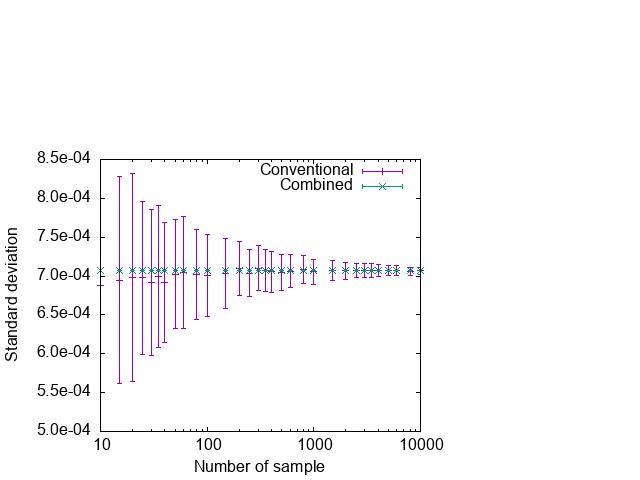 8.5e-04
8.0e-04
7.5e-04
7.0e-04
6.5e-04
6.0e-04
5.5e-04
5.0e-04
Standard deviation
10
100
1000
10000
Number of sample
Conventional
Combined